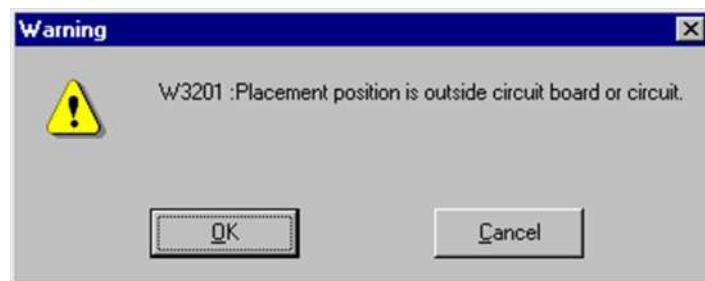 Warning
W3201 :Placement position is outside circuit board or circuit.
OK
Cancel